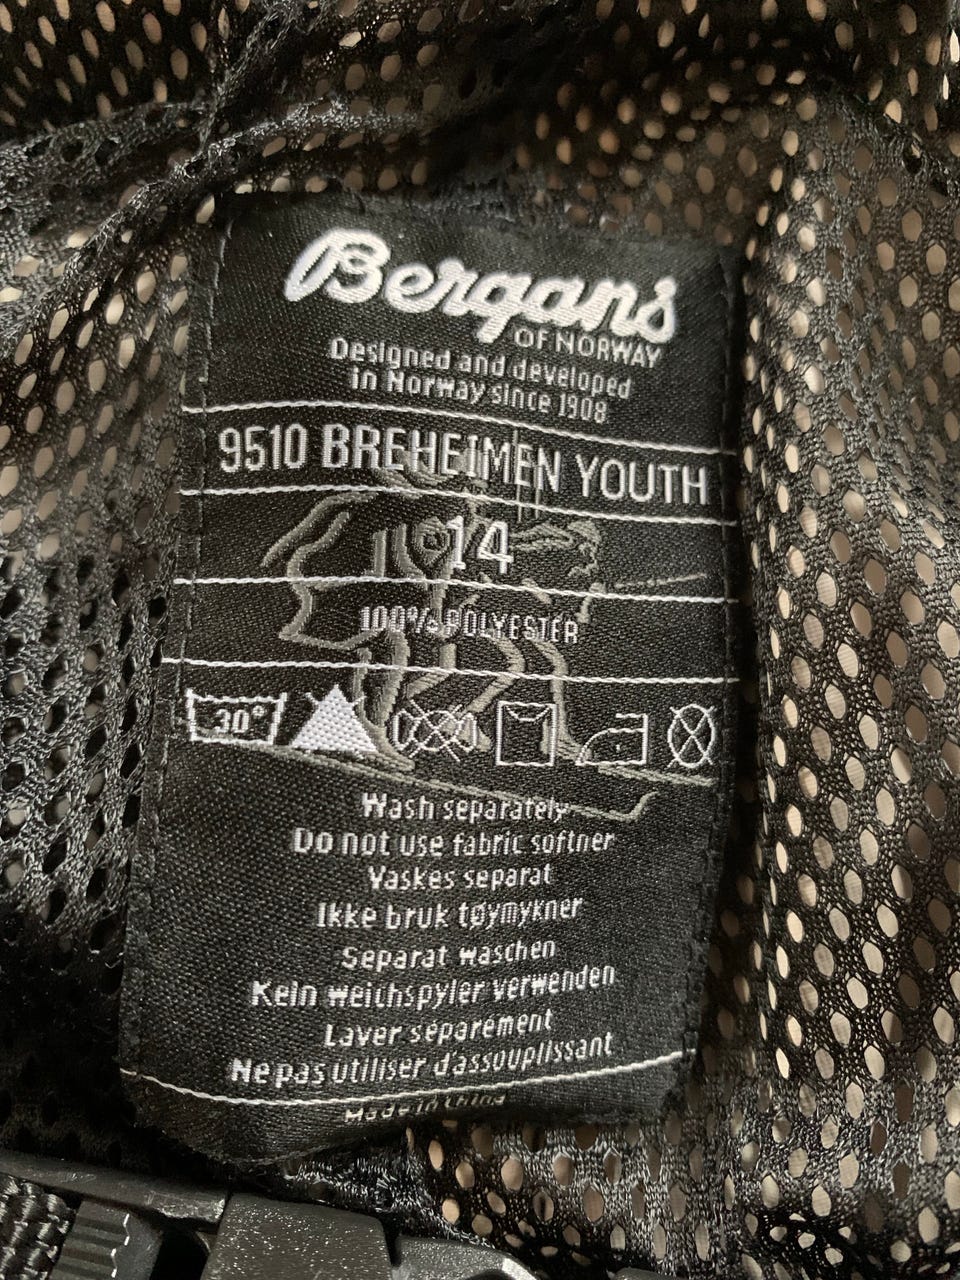 Bergans
OF NORWAY
Designed and developed
in Norway since 1908
9510 BREHEIMEN YOUTH
14
100% POLYESTER
30°
Wash separately
Do not use fabric softner
Vaskes separat
Ikke bruk tøymykner
Separat waschen
Kein weichspyler verwenden
Laver séparément
Ne pas utiliser d'assouplissant
Made in China